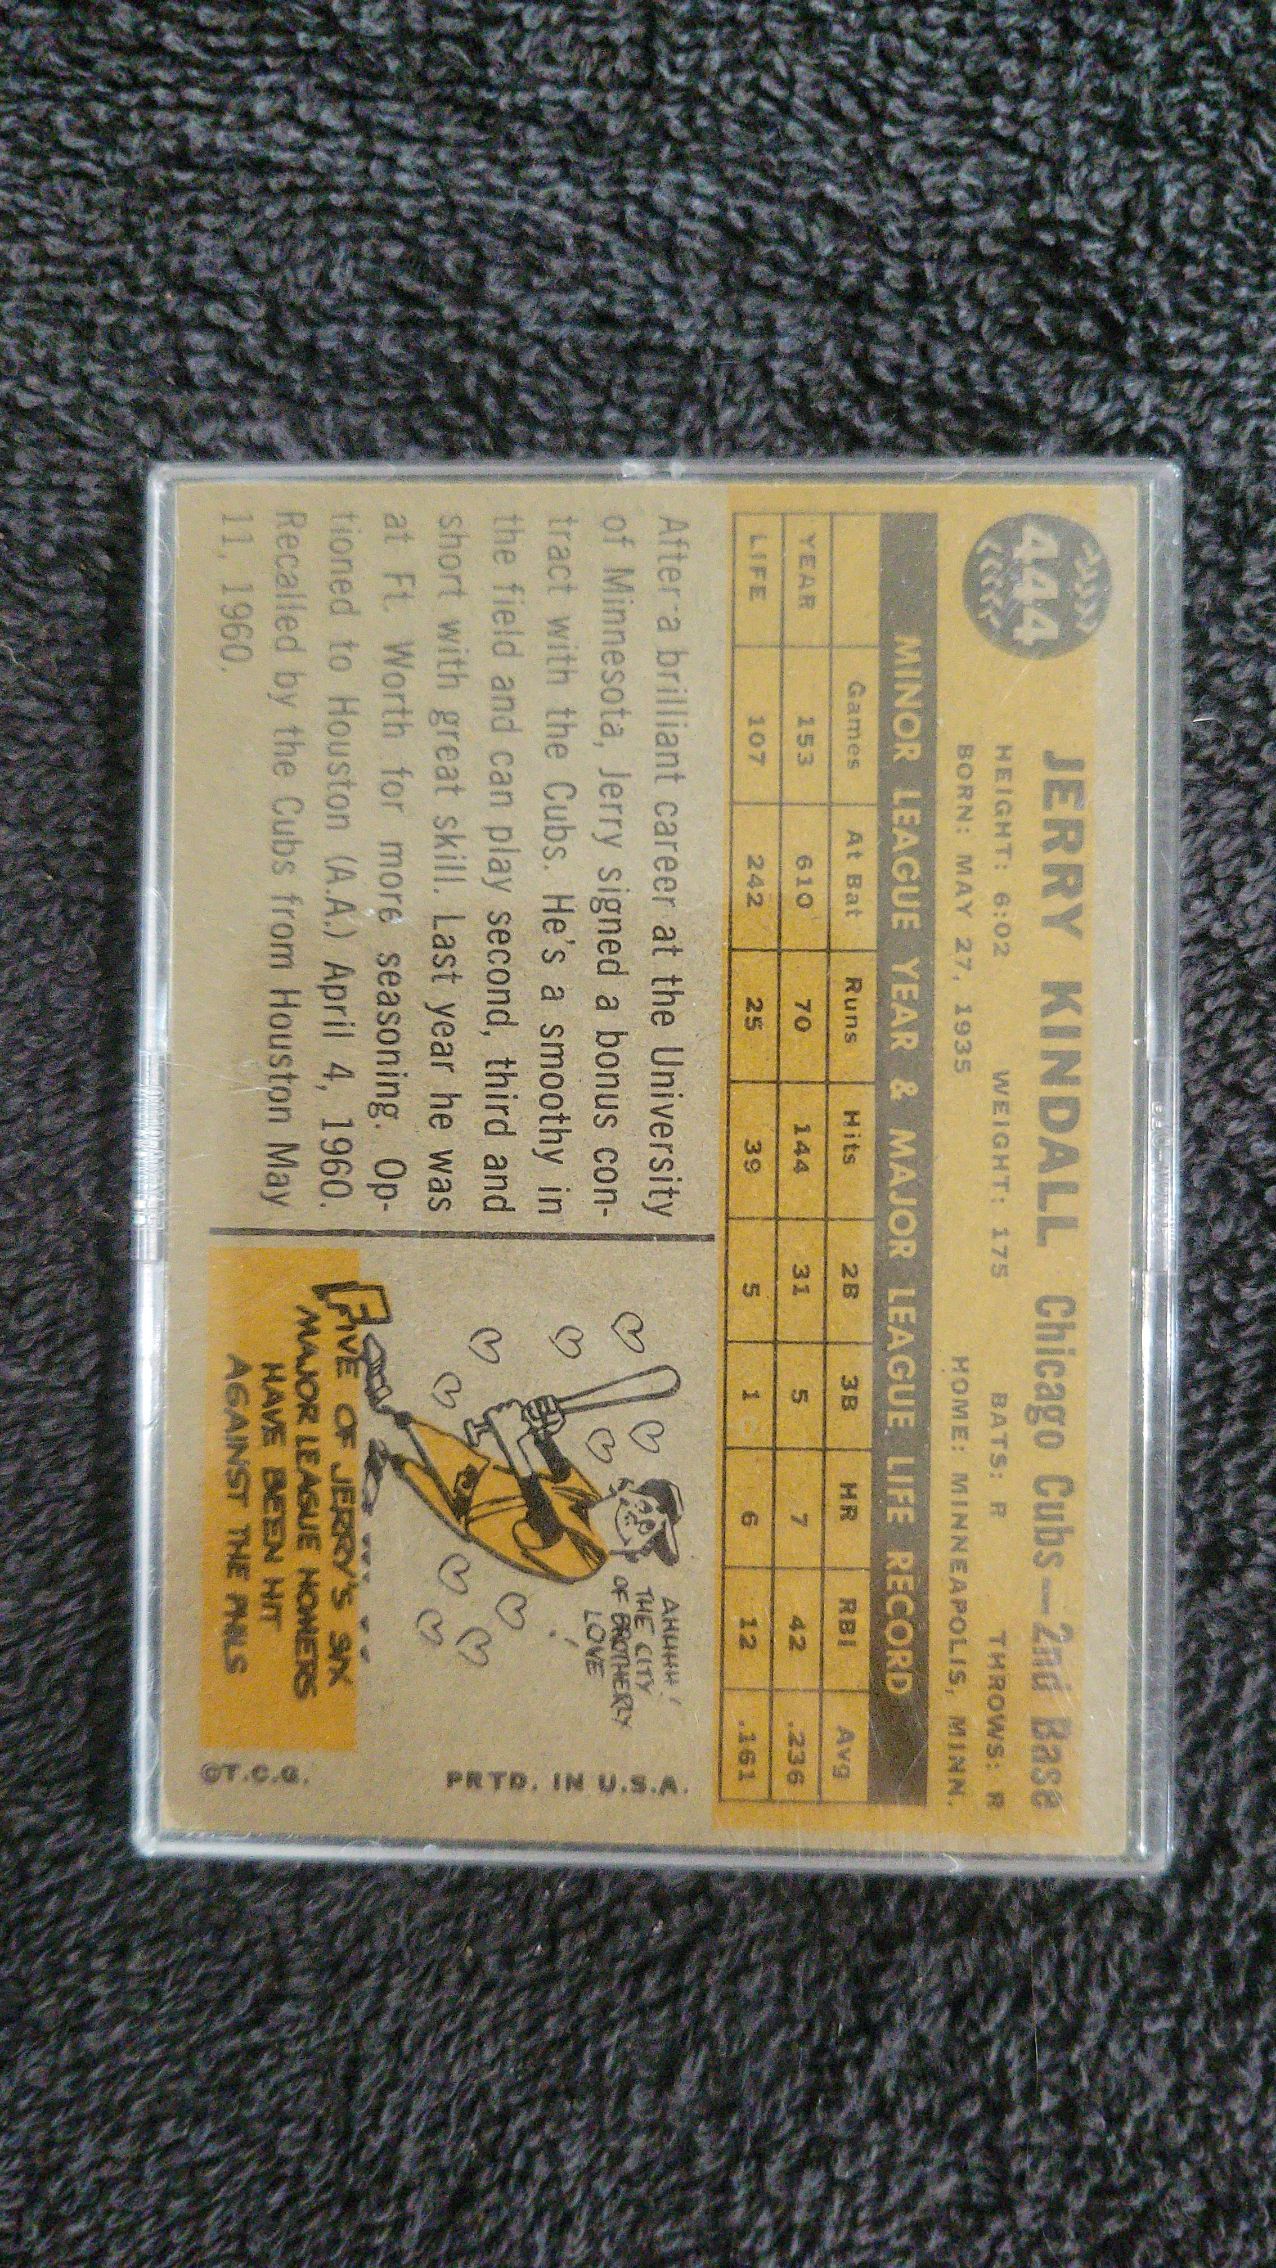 444
JERRY KINDALL Chicago Cubs—2nd Base
HEIGHT: 6:02 WEIGHT: 175 BATS: R THROWS: R
BORN: MAY 27, 1935 HOME: MINNEAPOLIS, MINN.
MINOR LEAGUE YEAR & MAJOR LEAGUE LIFE RECORD
Games At Bat Runs Hits 2B 3B HR RBI Avg
YEAR 153 610 70 144 31 5 7 42 .236
LIFE 107 242 25 39 5 1 6 12 .161
After a brilliant career at the University
of Minnesota, Jerry signed a bonus con-
tract with the Cubs. He's a smoothy in
the field and can play second, third and
short with great skill. Last year he was
at Ft. Worth for more seasoning. Op-
tioned to Houston (A.A.) April 4, 1960.
Recalled by the Cubs from Houston May
11, 1960.
AHHHH!
THE CITY
OF BROTHERLY
LOVE
FIVE OF JERRY'S SIX
MAJOR LEAGUE HOMERS
HAVE BEEN HIT
AGAINST THE PHILS
PRTD. IN U.S.A.
©T.C.G.